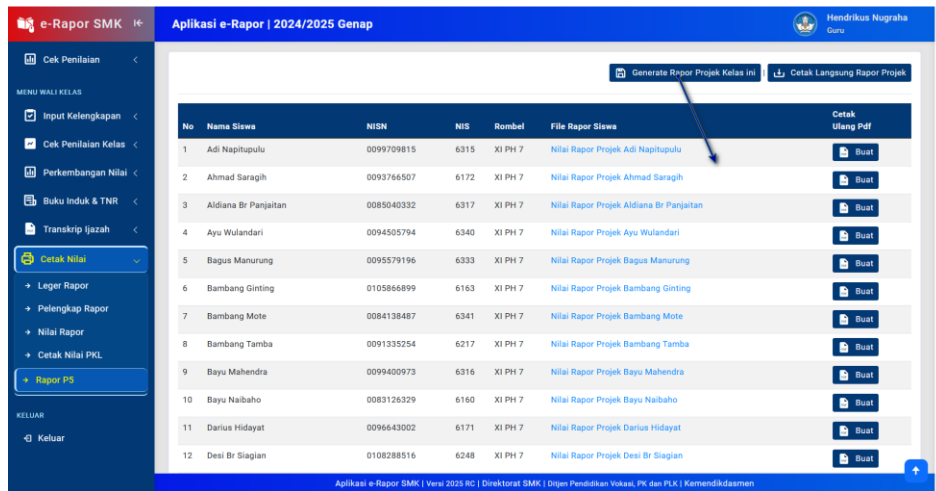 e-Rapor SMK
Aplikasi e-Rapor | 2024/2025 Genap
Hendrikus Nugraha
Guru
Cek Penilaian
MENU WALI KELAS
Input Kelengkapan
Cek Penilaian Kelas
Perkembangan Nilai
Buku Induk & TNR
Transkrip Ijazah
Cetak Nilai
Leger Rapor
Pelengkap Rapor
Nilai Rapor
Cetak Nilai PKL
Rapor P5
KELUAR
Keluar
Generate Rapor Projek Kelas ini | Cetak Langsung Rapor Projek
No Nama Siswa NISN NIS Rombel File Rapor Siswa Cetak
Ulang Pdf
1 Adi Napitupulu 0099709815 6315 XI PH 7 Nilai Rapor Projek Adi Napitupulu Buat
2 Ahmad Saragih 0093766507 6172 XI PH 7 Nilai Rapor Projek Ahmad Saragih Buat
3 Aldiana Br Panjaitan 0085040332 6317 XI PH 7 Nilai Rapor Projek Aldiana Br Panjaitan Buat
4 Ayu Wulandari 0094505794 6340 XI PH 7 Nilai Rapor Projek Ayu Wulandari Buat
5 Bagus Manurung 0095579196 6333 XI PH 7 Nilai Rapor Projek Bagus Manurung Buat
6 Bambang Ginting 0105866899 6163 XI PH 7 Nilai Rapor Projek Bambang Ginting Buat
7 Bambang Mote 0084138487 6341 XI PH 7 Nilai Rapor Projek Bambang Mote Buat
8 Bambang Tamba 0091335254 6217 XI PH 7 Nilai Rapor Projek Bambang Tamba Buat
9 Bayu Mahendra 0099400973 6316 XI PH 7 Nilai Rapor Projek Bayu Mahendra Buat
10 Bayu Naibaho 0083126329 6160 XI PH 7 Nilai Rapor Projek Bayu Naibaho Buat
11 Darius Hidayat 0096643002 6171 XI PH 7 Nilai Rapor Projek Darius Hidayat Buat
12 Desi Br Siagian 0108288516 6248 XI PH 7 Nilai Rapor Projek Desi Br Siagian Buat
Aplikasi e-Rapor SMK | Versi 2025 RC | Direktorat SMK | Ditjen Pendidikan Vokasi, PK dan PLK | Kemendikdasmen